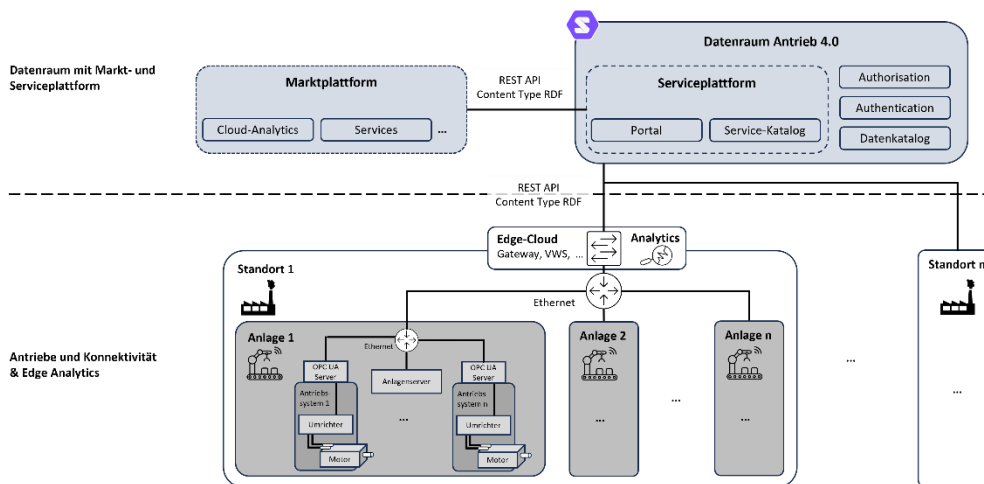 Datenraum mit Markt- und
Serviceplattform
Marktplattform
Cloud-Analytics
Services
...
REST API
Content Type RDF
S
Datenraum Antrieb 4.0
Serviceplattform
Portal
Service-Katalog
Authorisation
Authentication
Datenkatalog
REST API
Content Type RDF
Edge-Cloud
Gateway, VWS, ...
Analytics
Standort 1
Ethernet
Standort n
Antriebe und Konnektivität
& Edge Analytics
Anlage 1
Ethernet
OPC UA
Server
Anlagenserver
OPC UA
Server
Antriebs
system 1
Umrichter
Motor
...
Antriebs
system n
Umrichter
Motor
Anlage 2
...
...
Anlage n
...
...
...